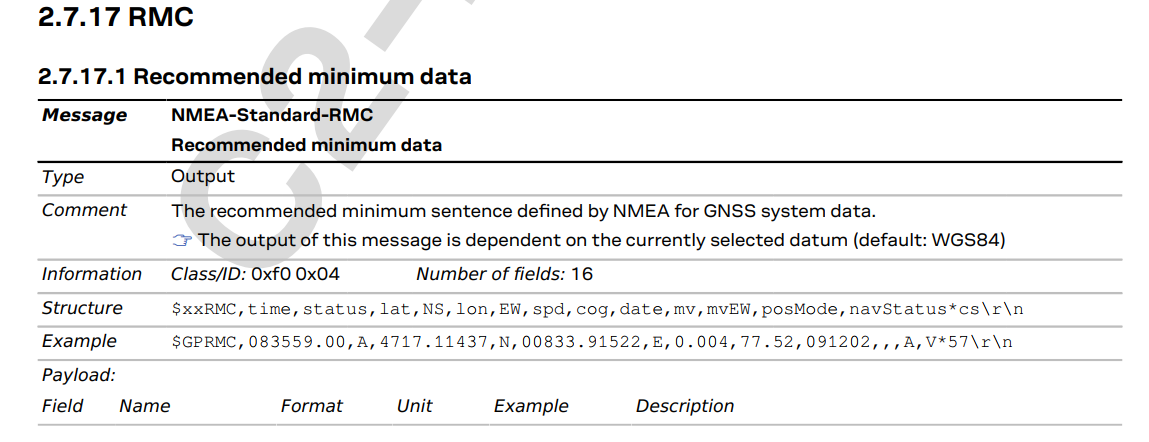 2.7.17 RMC
2.7.17.1 Recommended minimum data
Message NMEA-Standard-RMC
Recommended minimum data
Type Output
Comment The recommended minimum sentence defined by NMEA for GNSS system data.
☞ The output of this message is dependent on the currently selected datum (default: WGS84)
Information Class/ID: 0xf0 0x04 Number of fields: 16
Structure $xxRMC,time,status,lat,NS,lon,EW,spd,cog,date,mv,mvEW,posMode,navStatus*cs\r\n
Example $GPRMC,083559.00,A,4717.11437,N,00833.91522,E,0.004,77.52,091202,,,A,V*57\r\n
Payload:
Field Name Format Unit Example Description
C2-